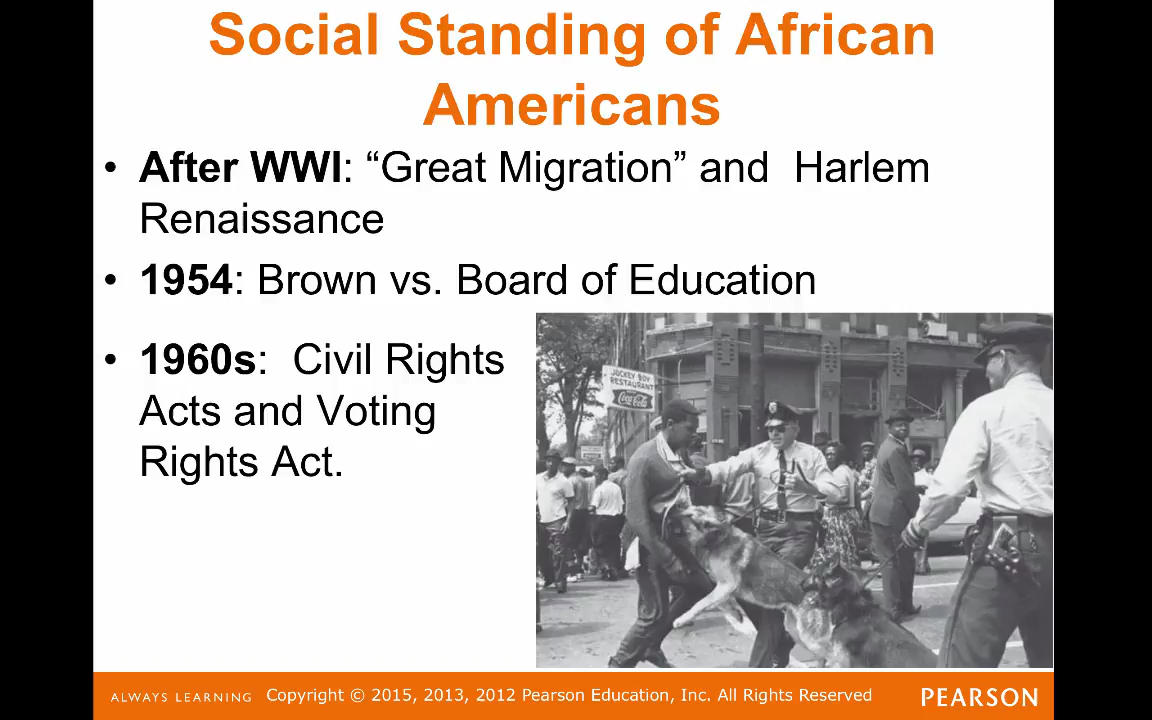 Social Standing of African
Americans
• After WWI: “Great Migration” and Harlem
Renaissance
• 1954: Brown vs. Board of Education
• 1960s: Civil Rights
Acts and Voting
Rights Act.
JOCKEY BOY
RESTAURANT
Coca-Cola
ALWAYS LEARNING Copyright © 2015, 2013, 2012 Pearson Education, Inc. All Rights Reserved PEARSON